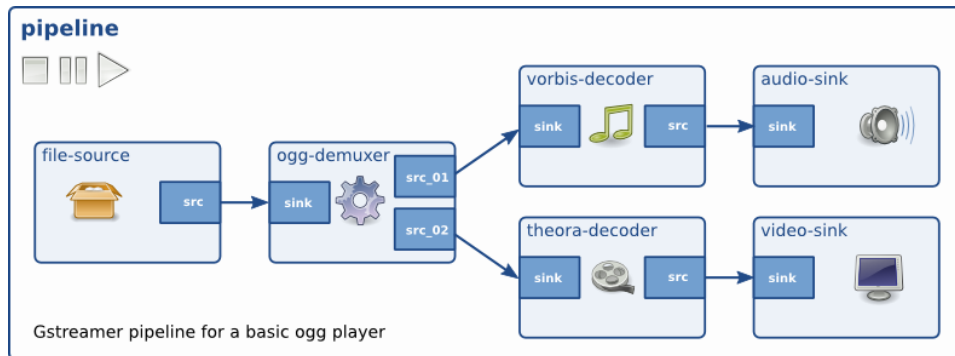 pipeline
file-source
src
ogg-demuxer
sink
src_01
src_02
vorbis-decoder
sink
src
audio-sink
sink
theora-decoder
sink
src
video-sink
sink
Gstreamer pipeline for a basic ogg player